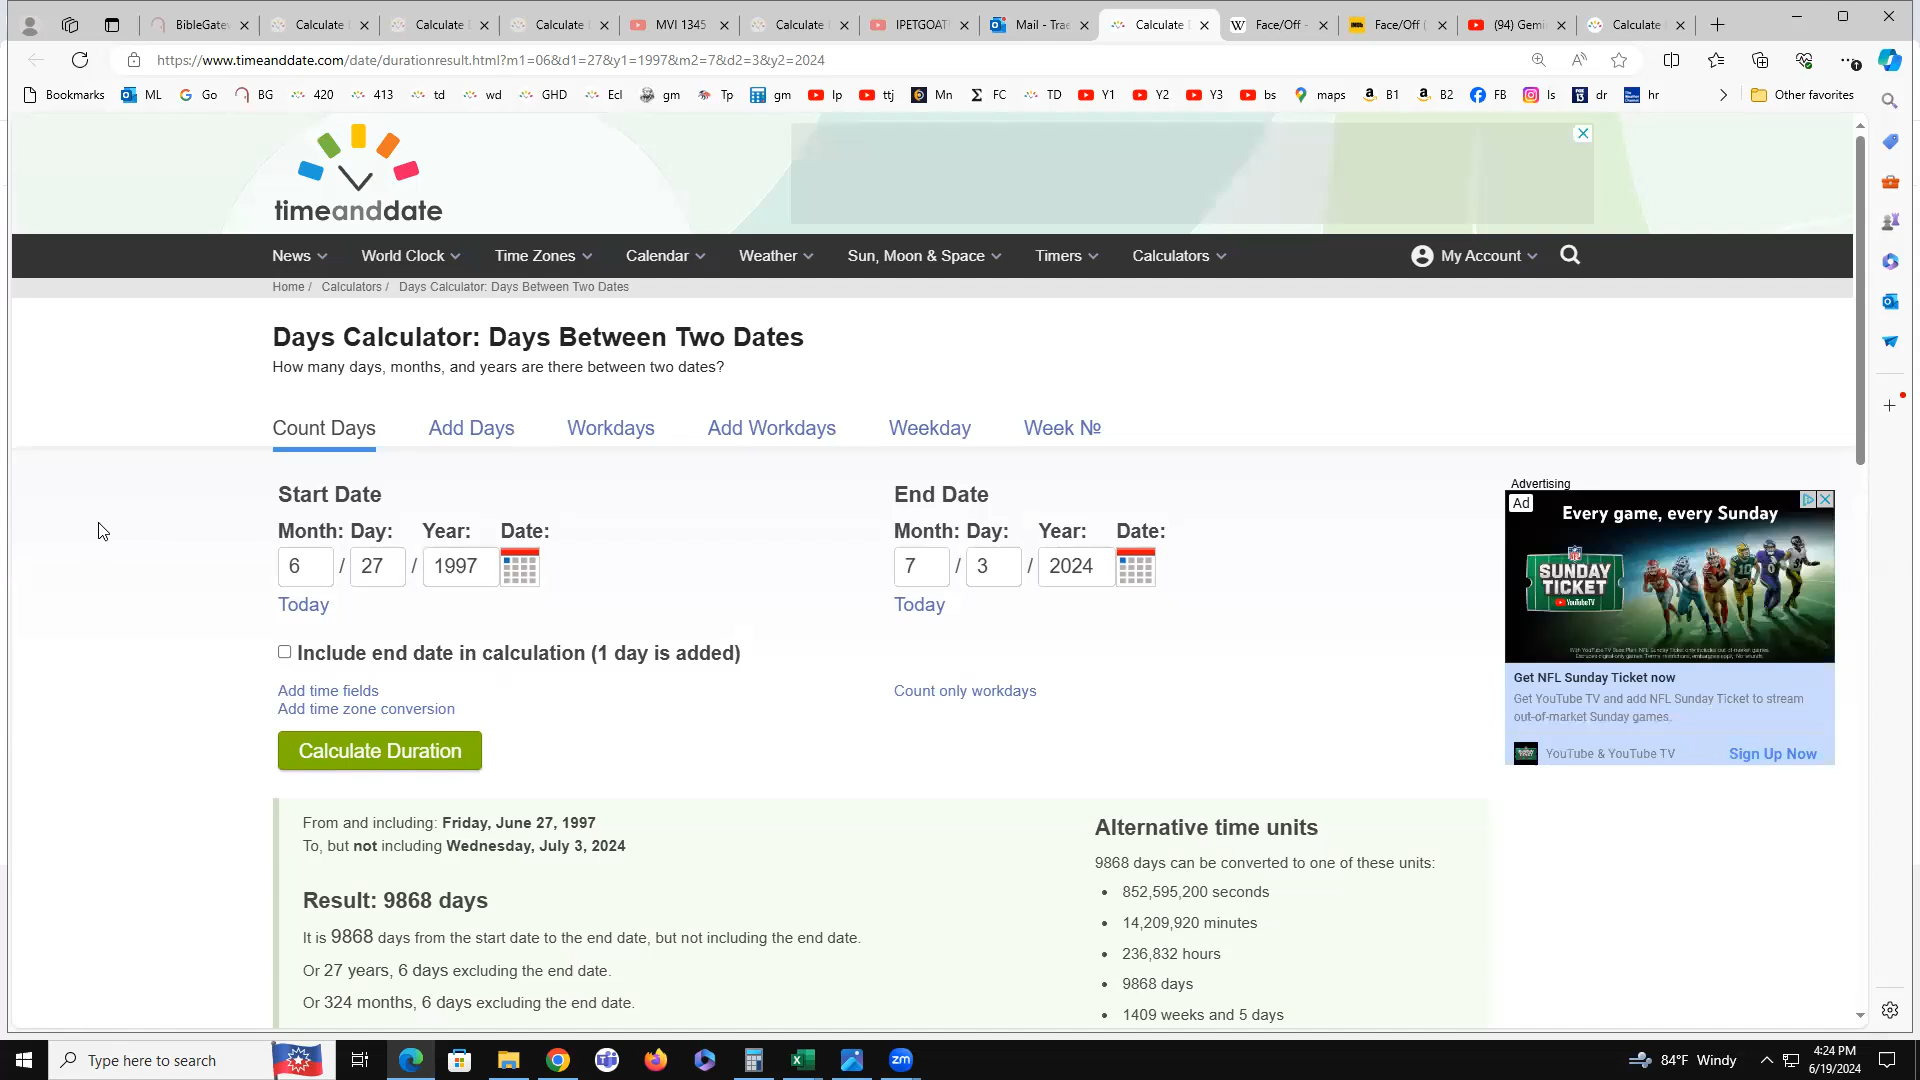 BibleGatew
Calculate
Calculate
Calculate
MVI 1345
Calculate
IPETGOAT
Mail - Trae
Calculate
Face/Off -
Face/Off (
(94) Gemi
Calculate
https://www.timeanddate.com/date/durationresult.html?m1=06&d1=27&y1=1997&m2=7&d2=3&y2=2024
Bookmarks ML Go BG 420 413 td wd GHD Ecl gm Tp gm Ip ttj Mn FC TD Y1 Y2 Y3 bs maps B1 B2 FB Is dr hr Other favorites
timeanddate
News World Clock Time Zones Calendar Weather Sun, Moon & Space Timers Calculators My Account
Home / Calculators / Days Calculator: Days Between Two Dates
Days Calculator: Days Between Two Dates
How many days, months, and years are there between two dates?
Count Days Add Days Workdays Add Workdays Weekday Week №
Start Date
Month: Day: Year: Date:
6 / 27 / 1997
Today
End Date
Month: Day: Year: Date:
7 / 3 / 2024
Today
Include end date in calculation (1 day is added)
Add time fields
Add time zone conversion
Count only workdays
Calculate Duration
Advertising
Ad
Every game, every Sunday
NFL
SUNDAY
TICKET
YouTubeTV
Get NFL Sunday Ticket now
Get YouTube TV and add NFL Sunday Ticket to stream
out-of-market Sunday games.
YouTube & YouTube TV Sign Up Now
From and including: Friday, June 27, 1997
To, but not including Wednesday, July 3, 2024
Result: 9868 days
It is 9868 days from the start date to the end date, but not including the end date.
Or 27 years, 6 days excluding the end date.
Or 324 months, 6 days excluding the end date.
Alternative time units
9868 days can be converted to one of these units:
• 852,595,200 seconds
• 14,209,920 minutes
• 236,832 hours
• 9868 days
• 1409 weeks and 5 days
Type here to search
zm
84°F Windy
4:24 PM
6/19/2024